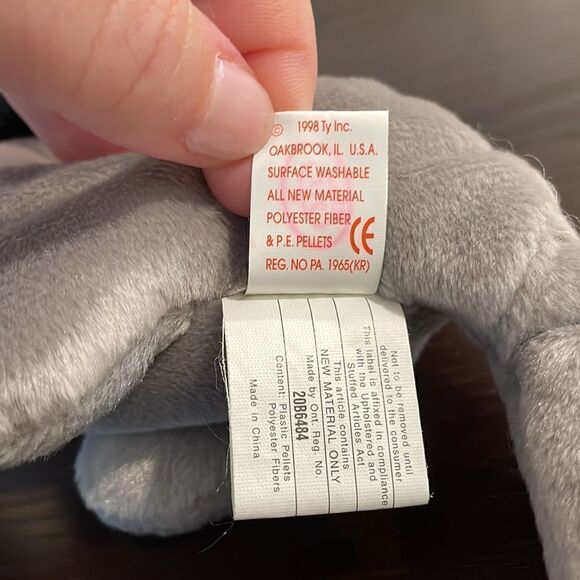 © 1998 Ty Inc.
OAKBROOK, IL. U.S.A.
SURFACE WASHABLE
ALL NEW MATERIAL
POLYESTER FIBER
& P.E. PELLETS CE
REG. NO PA. 1965(KR)
Not to be removed until
delivered to the consumer
This label is affixed in compliance
with the Upholstered and
Stuffed Articles Act
This article contains
NEW MATERIAL ONLY
Made by Ont. Reg. No.
20B6484
Content: Plastic Pellets
Polyester Fibers
Made in China